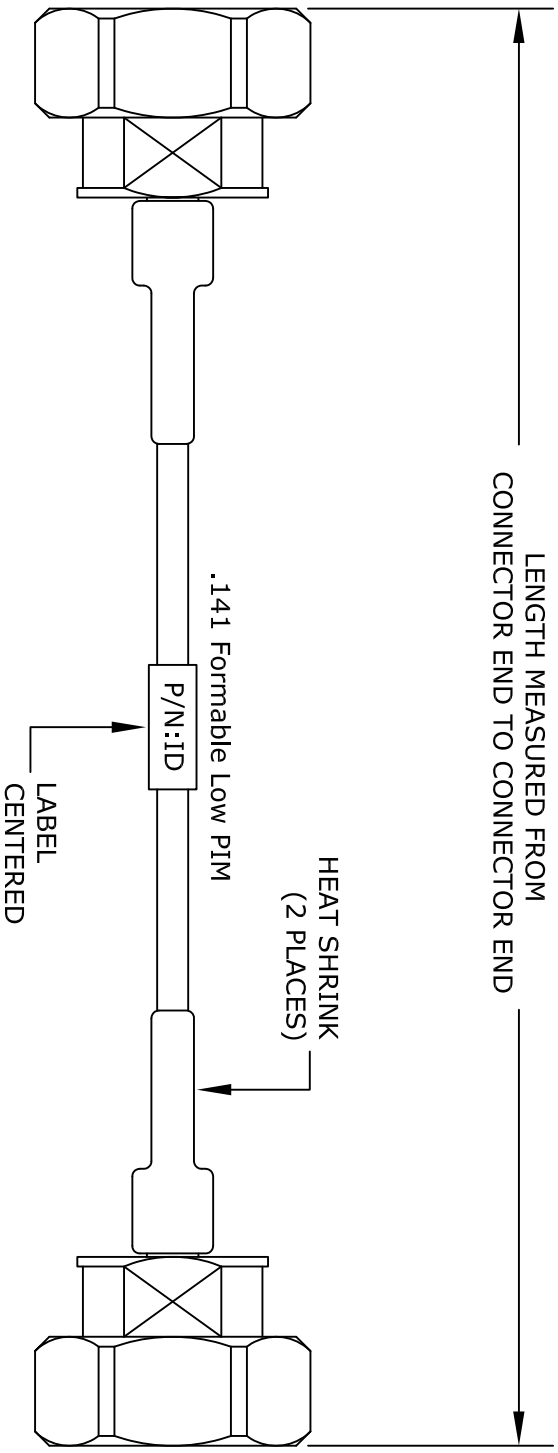 LENGTH MEASURED FROM
CONNECTOR END TO CONNECTOR END
HEAT SHRINK
(2 PLACES)
.141 Formable Low PIM
P/N:ID
LABEL
CENTERED